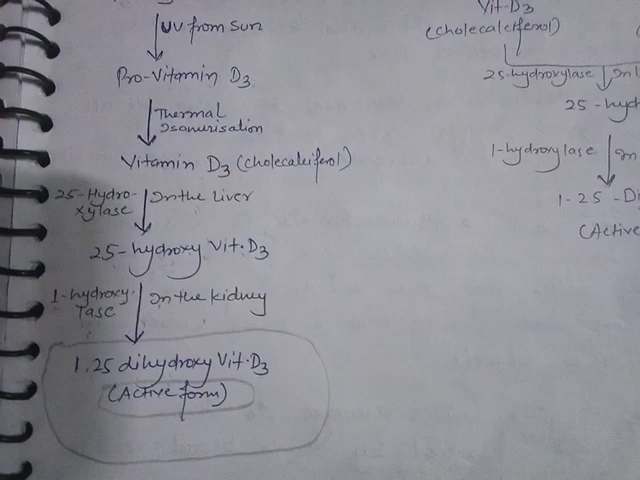 UV from Sun
Pro-Vitamin D3
Thermal
Isomerisation
Vitamin D3 (cholecalciferol)
25-Hydro-
xylase
In the Liver
25-hydroxy Vit.D3
1-hydroxy-
lase
In the kidney
1,25 dihydroxy Vit.D3
(Active form)
Vit-D3
(cholecalciferol)
25-hydroxylase
25-hyd
1-hydroxylase
1-25-Di
(Active